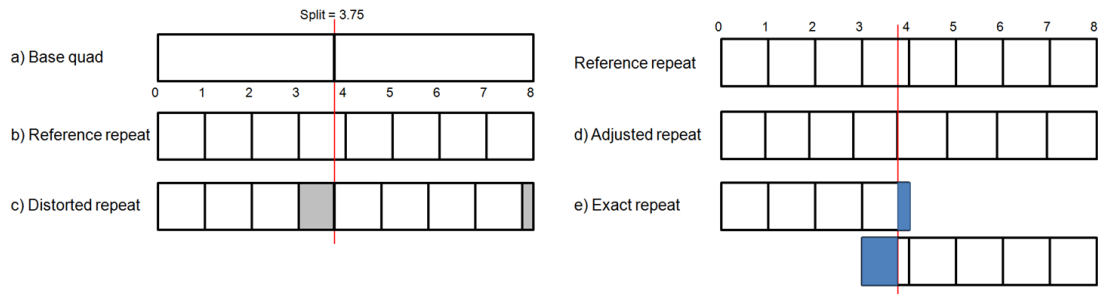 Split = 3.75
a) Base quad
0 1 2 3 4 5 6 7 8
b) Reference repeat
c) Distorted repeat
0 1 2 3 4 5 6 7 8
Reference repeat
d) Adjusted repeat
e) Exact repeat